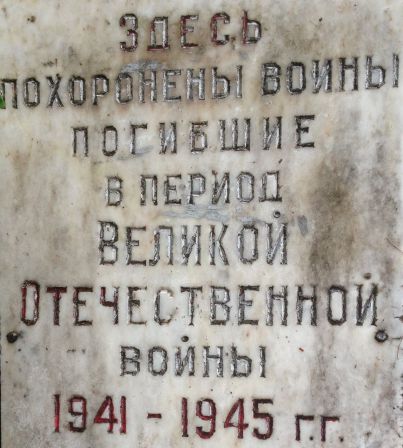 ЗДЕСЬ
ПОХОРОНЕНЫ ВОИНЫ
ПОГИБШИЕ
В ПЕРИОД
ВЕЛИКОЙ
ОТЕЧЕСТВЕННОЙ
ВОЙНЫ
1941 - 1945 гг.